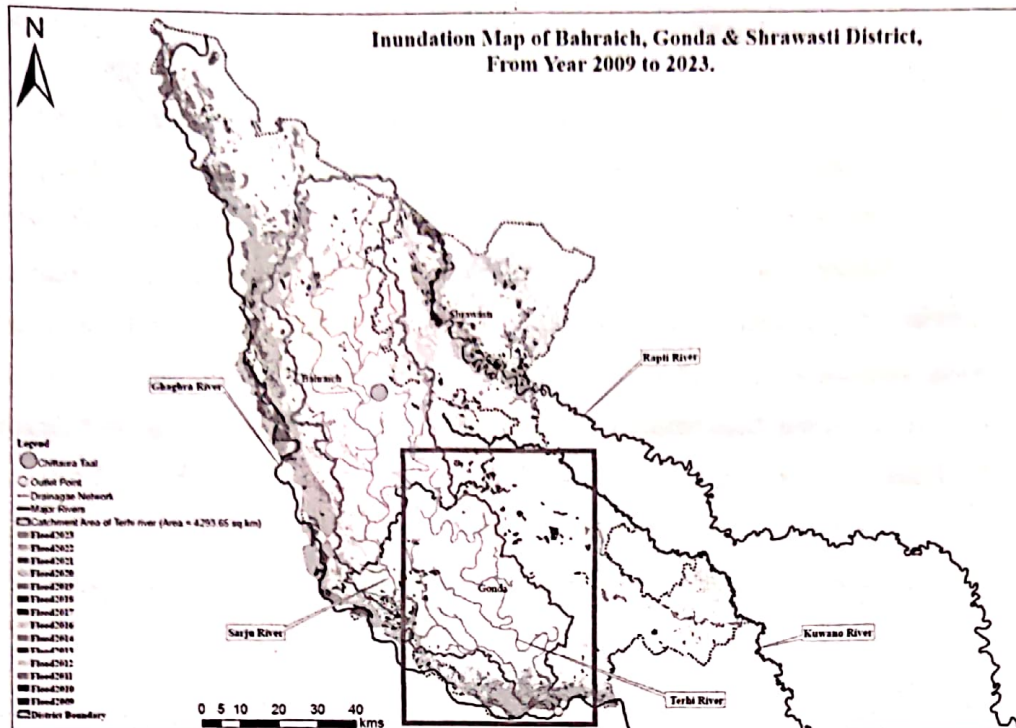 N
Inundation Map of Bahraich, Gonda & Shrawasti District,
From Year 2009 to 2023.
Shrawasti
Rapti River
Ghaghra River
Bahraich
Legend
Chittaura Taal
Outlet Point
Drainagae Network
Major Rivers
Catchment Area of Terhi river (Area = 4293.65 sq km)
Flood2023
Flood2022
Flood2021
Flood2020
Flood2019
Flood2018
Flood2017
Flood2016
Flood2014
Flood2013
Flood2012
Flood2011
Flood2010
Flood2009
District Boundary
Gonda
Sarju River
Kuwano River
Terhi River
0 5 10 20 30 40
kms